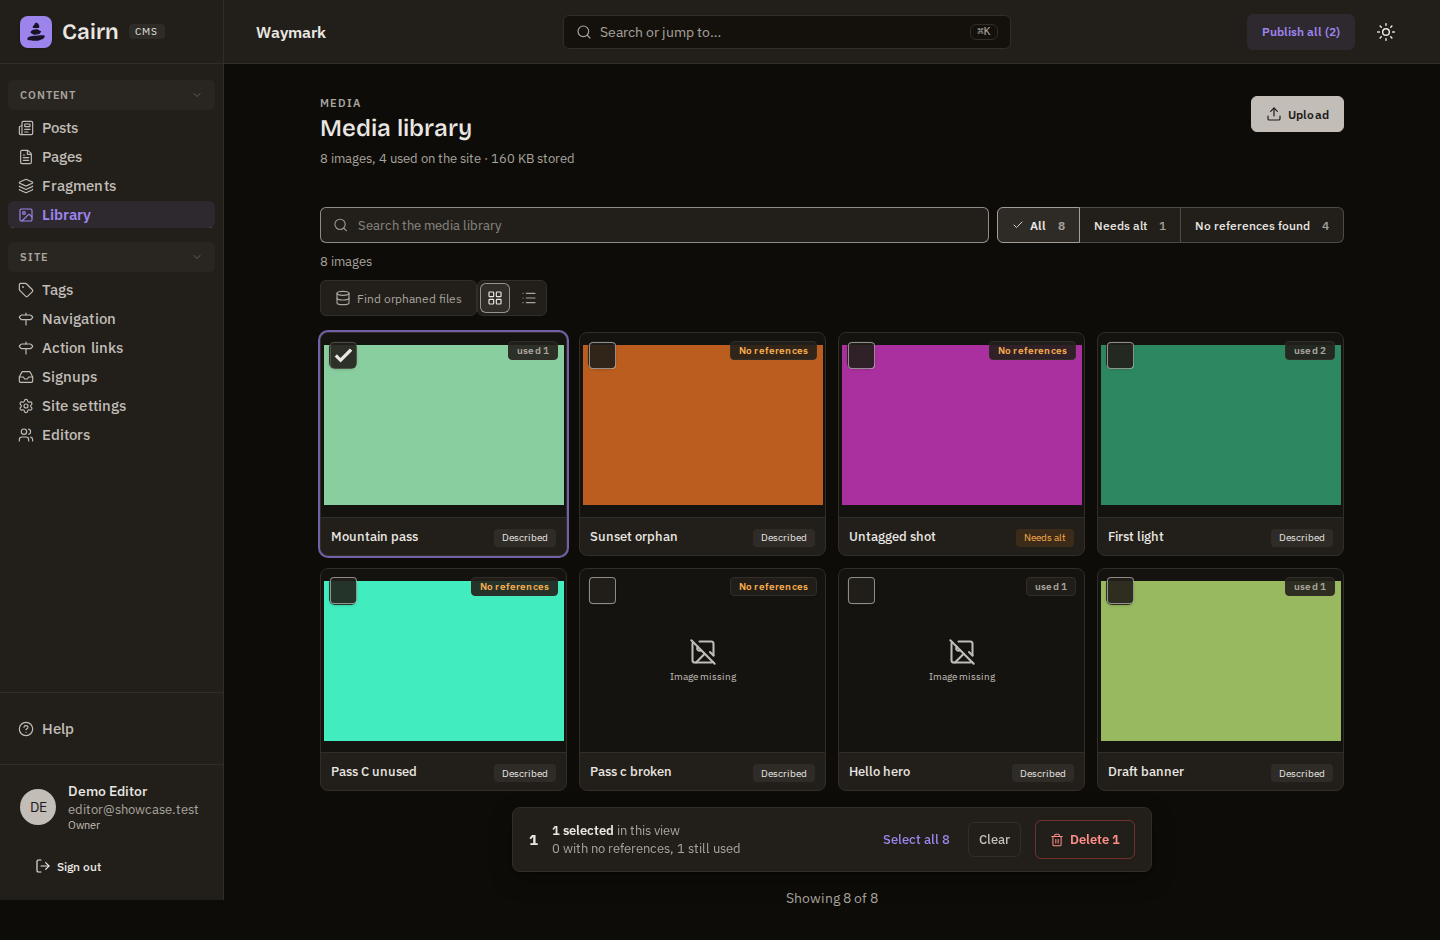 Cairn CMS
Waymark
Search or jump to...
⌘K
Publish all (2)
CONTENT
Posts
Pages
Fragments
Library
SITE
Tags
Navigation
Action links
Signups
Site settings
Editors
Help
DE
Demo Editor
editor@showcase.test
Owner
Sign out
MEDIA
Media library
8 images, 4 used on the site · 160 KB stored
Upload
Search the media library
All 8
Needs alt 1
No references found 4
8 images
Find orphaned files
used 1
Mountain pass
Described
No references
Sunset orphan
Described
No references
Untagged shot
Needs alt
used 2
First light
Described
No references
Pass C unused
Described
No references
Image missing
Pass c broken
Described
used 1
Image missing
Hello hero
Described
used 1
Draft banner
Described
1
1 selected in this view
0 with no references, 1 still used
Select all 8
Clear
Delete 1
Showing 8 of 8